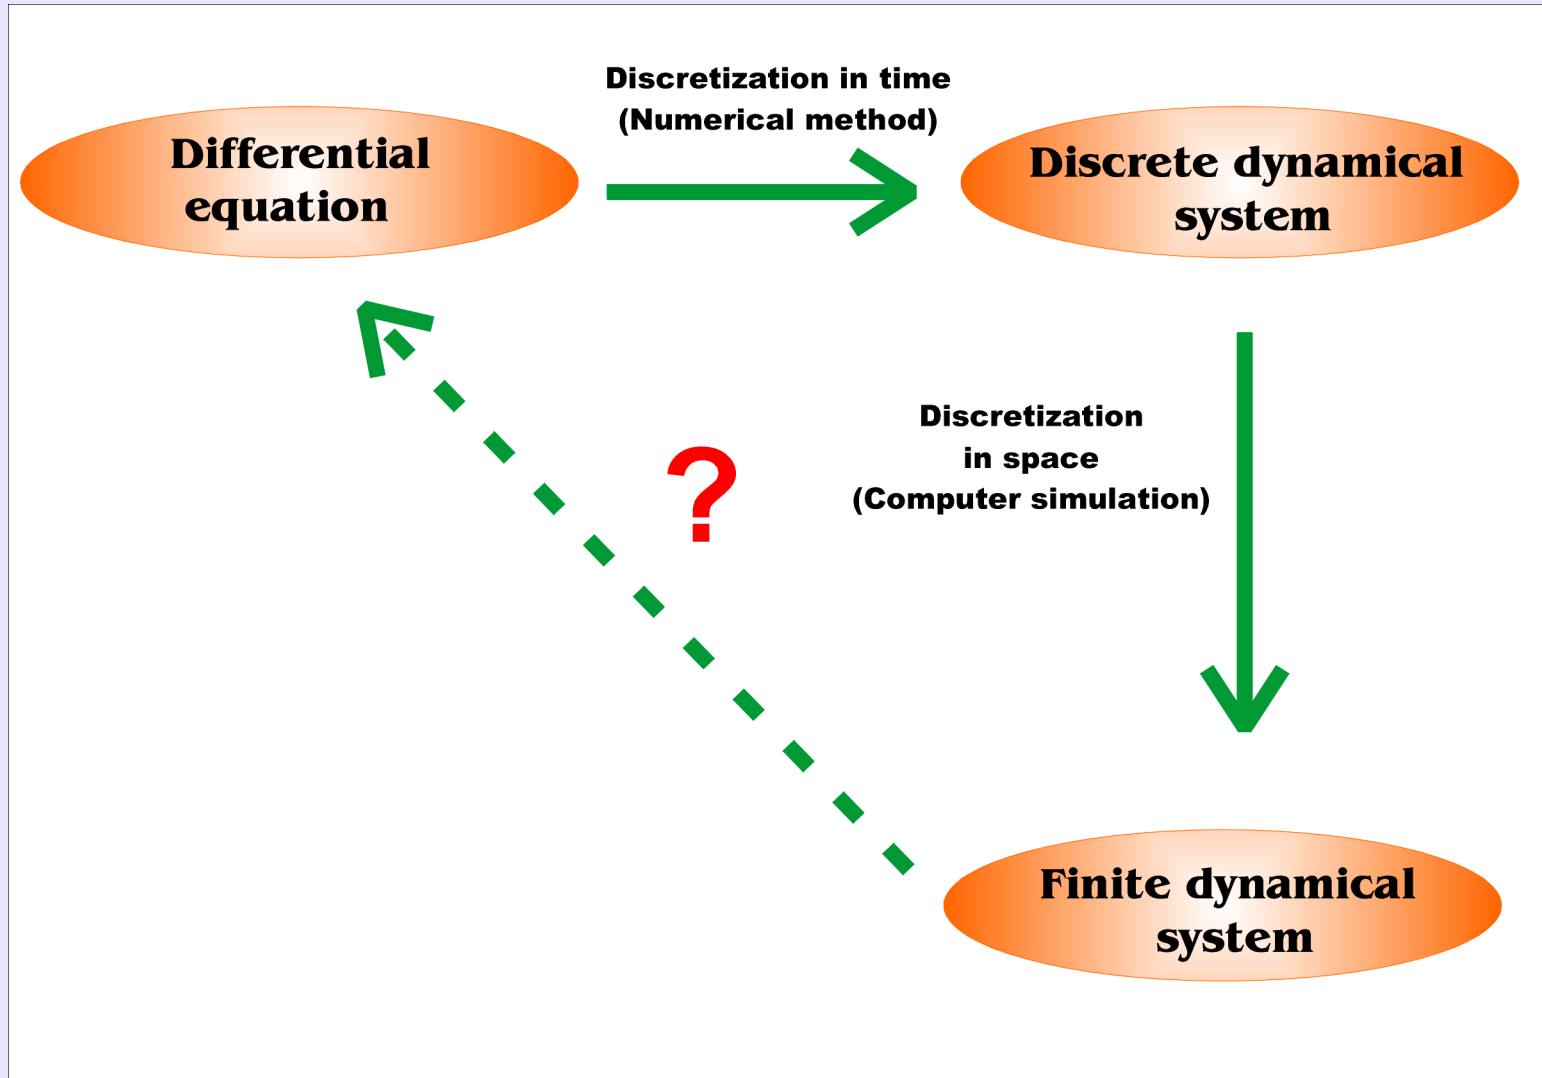 Discretization in time
(Numerical method)
Differential
equation
Discrete dynamical
system
Discretization
in space
(Computer simulation)
?
Finite dynamical
system